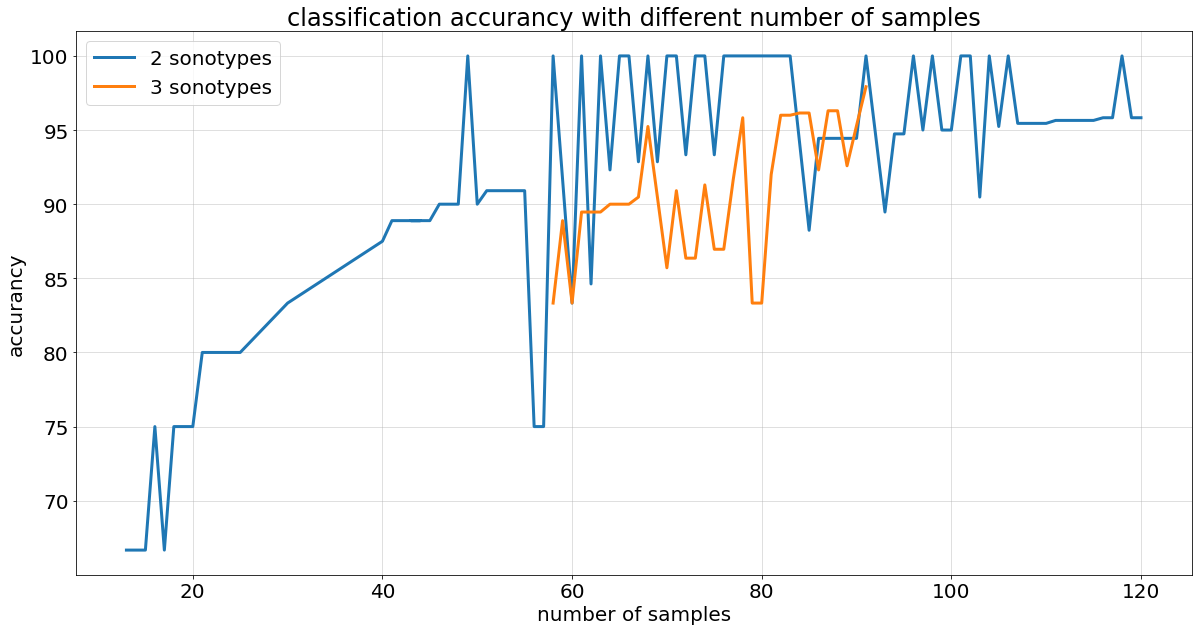 classification accurancy with different number of samples
2 sonotypes
3 sonotypes
accurancy
100
95
90
85
80
75
70
20 40 60 80 100 120
number of samples